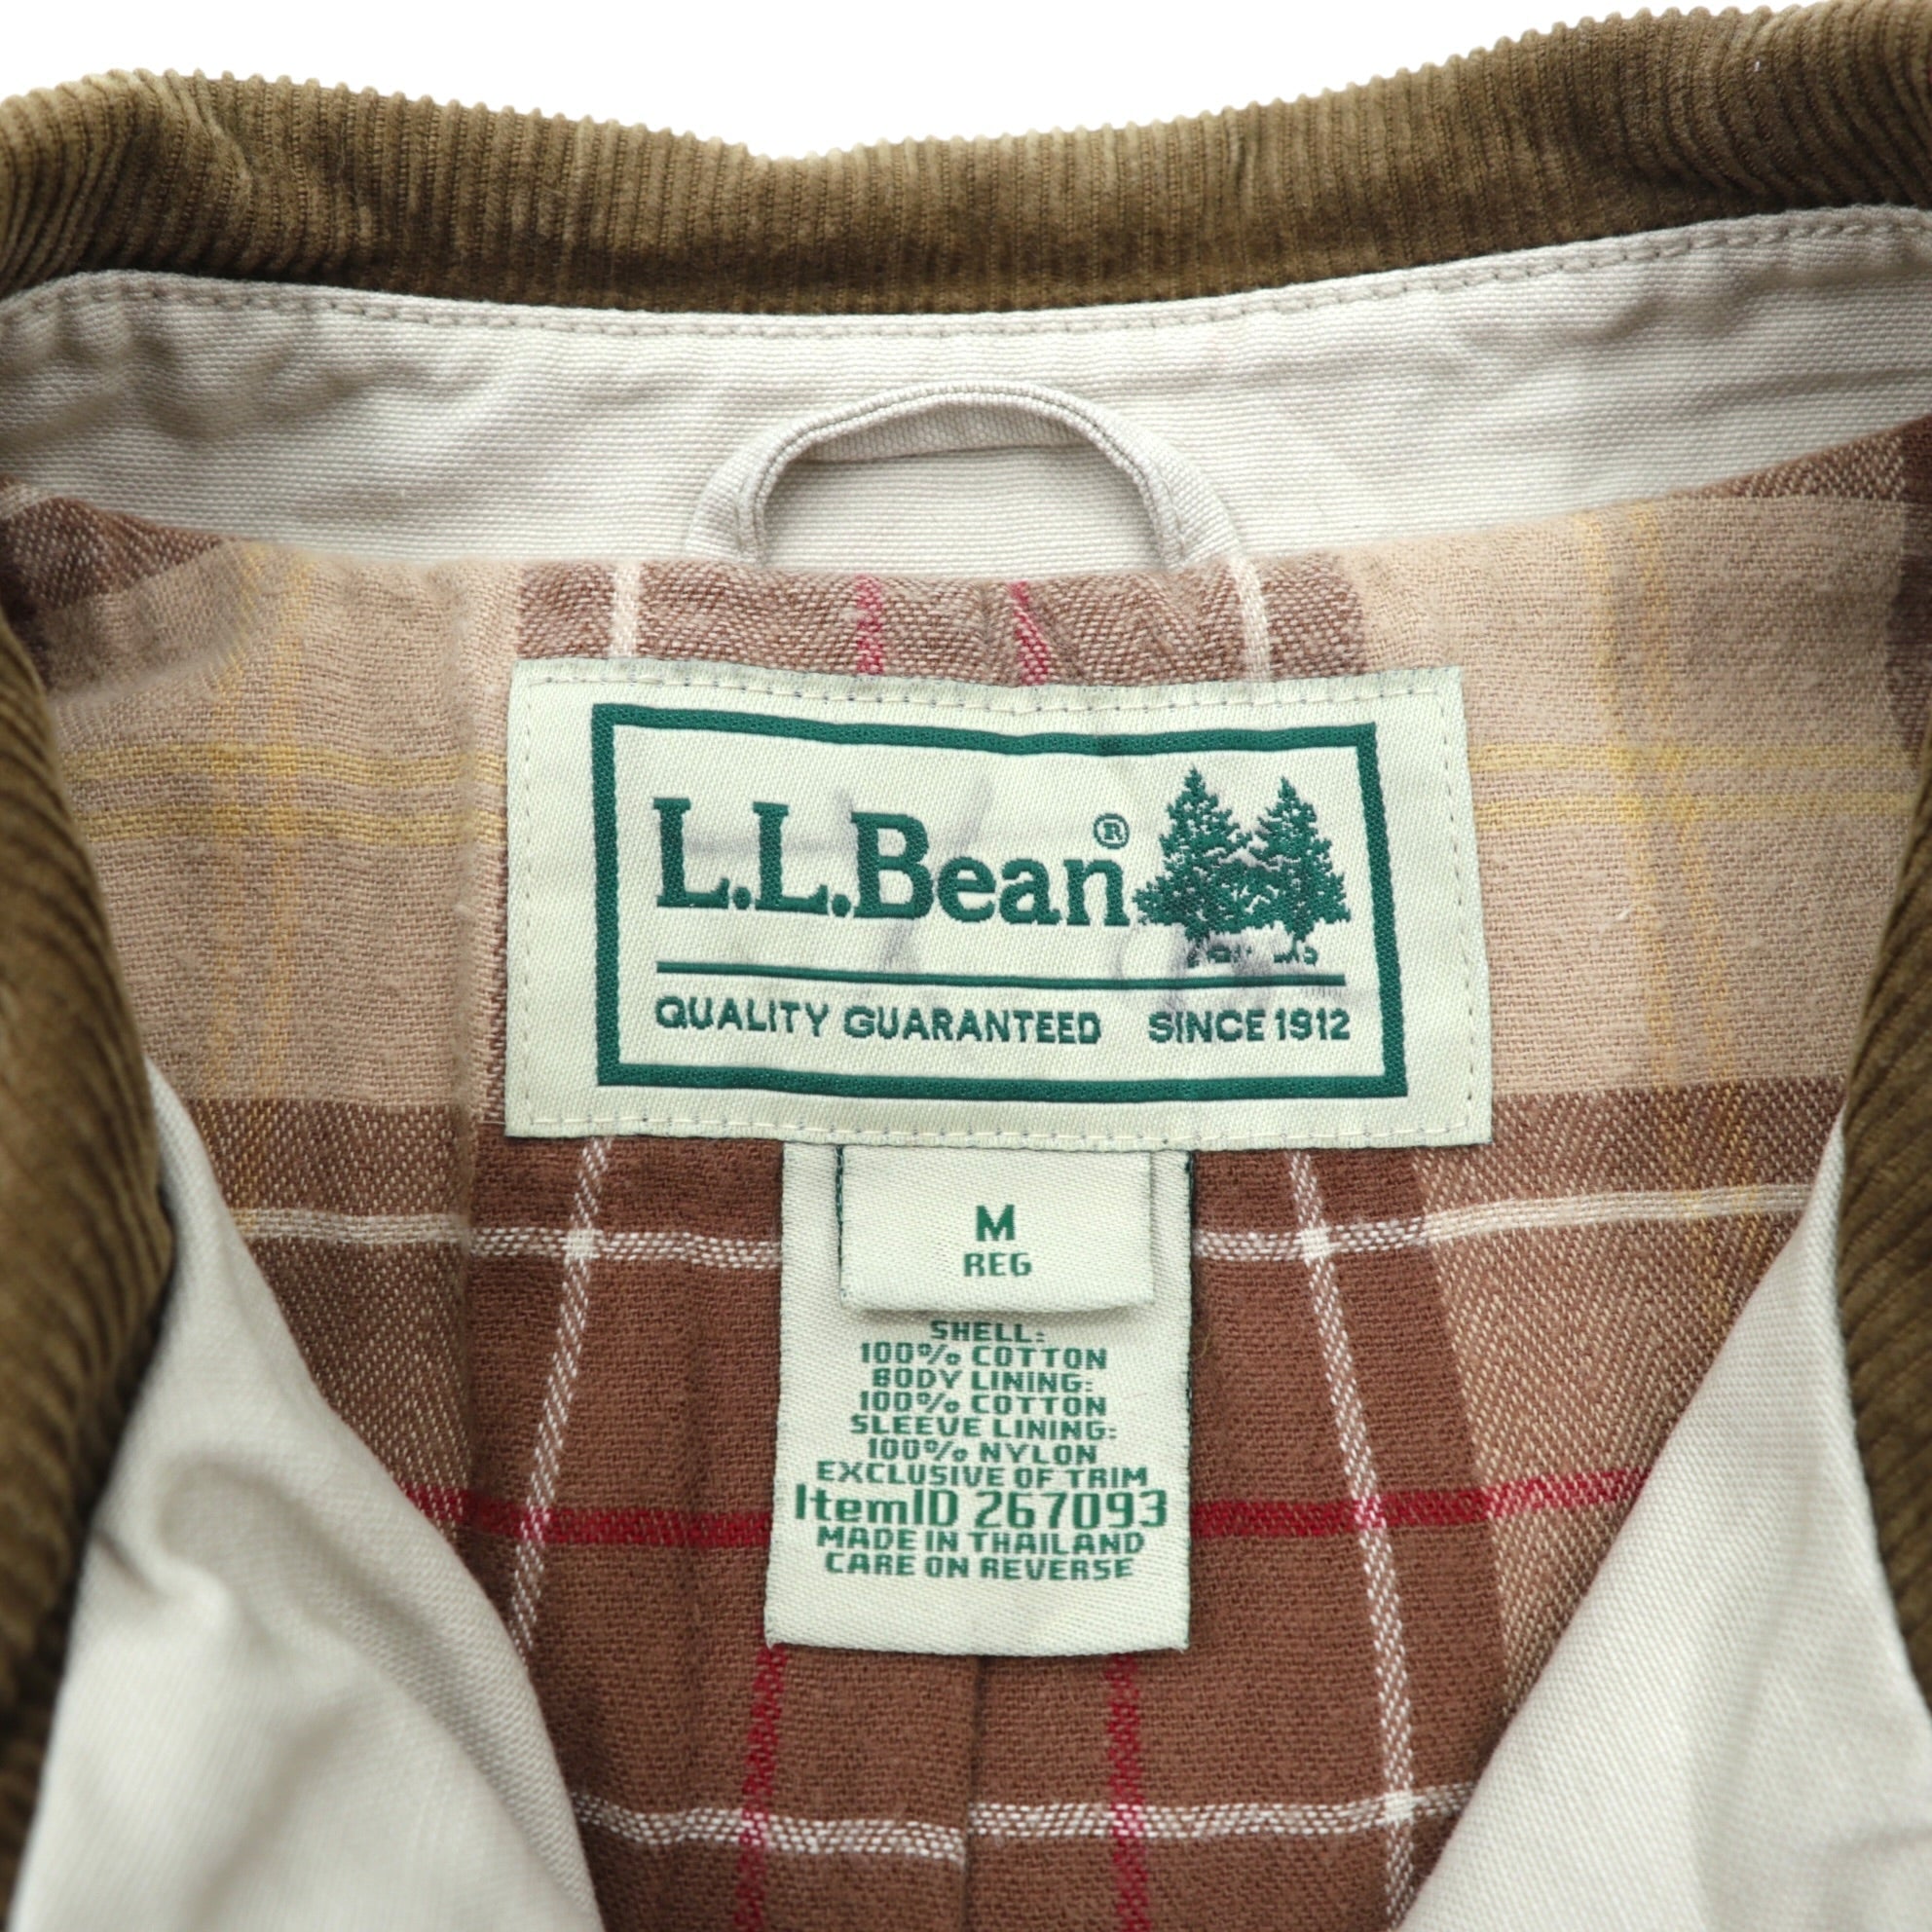 L.L.Bean®
QUALITY GUARANTEED SINCE 1912
M
REG
SHELL:
100% COTTON
BODY LINING:
100% COTTON
SLEEVE LINING:
100% NYLON
EXCLUSIVE OF TRIM
ItemID 267093
MADE IN THAILAND
CARE ON REVERSE